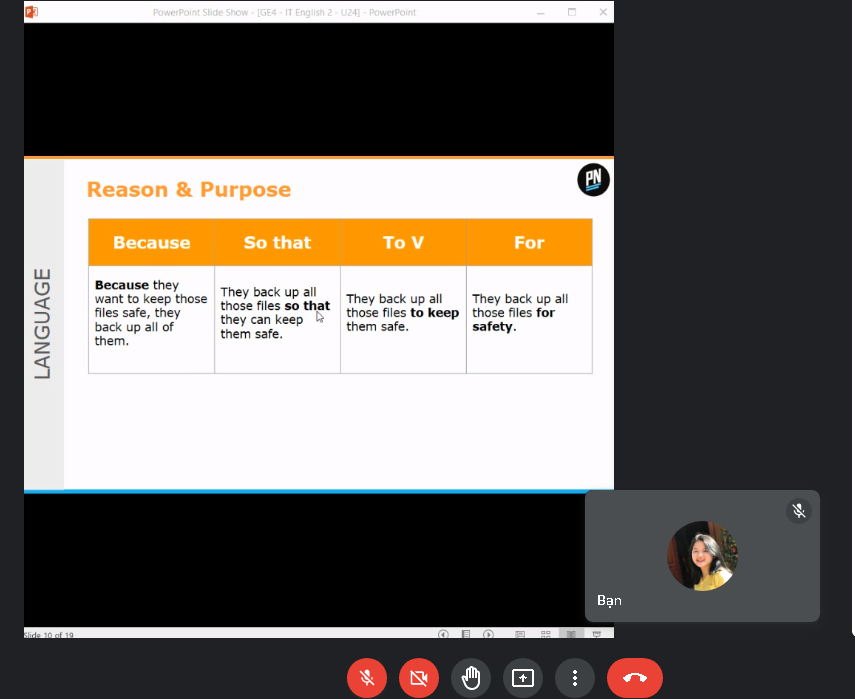 PowerPoint Slide Show - [GE4 - IT English 2 - U24] - PowerPoint
LANGUAGE
Reason & Purpose
PN
Because
So that
To V
For
Because they
want to keep those
files safe, they
back up all of
them.
They back up all
those files so that
they can keep
them safe.
They back up all
those files to keep
them safe.
They back up all
those files for
safety.
Bạn
Slide 10 of 19